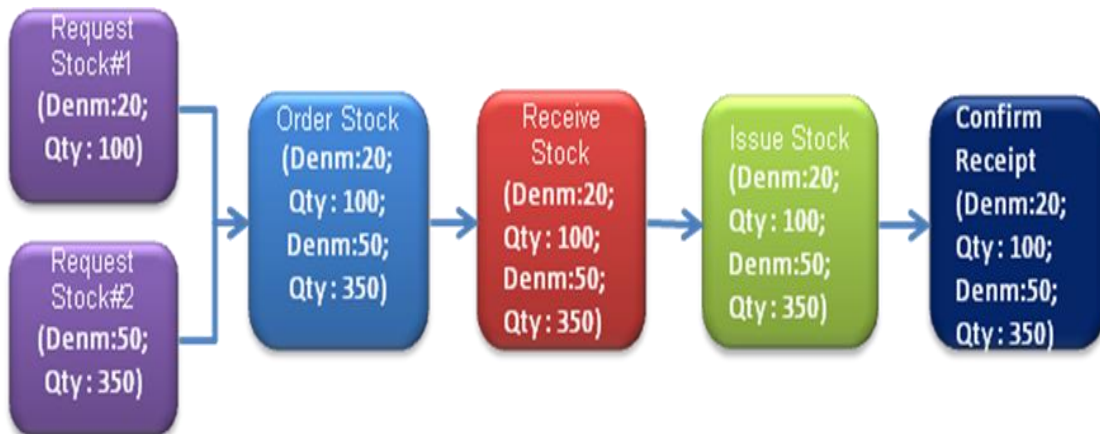 Request
Stock#1
(Denm:20;
Qty : 100)
Request
Stock#2
(Denm:50;
Qty : 350)
Order Stock
(Denm:20;
Qty : 100;
Denm:50;
Qty : 350)
Receive
Stock
(Denm:20;
Qty : 100;
Denm:50;
Qty : 350)
Issue Stock
(Denm:20;
Qty : 100;
Denm:50;
Qty : 350)
Confirm
Receipt
(Denm:20;
Qty : 100;
Denm:50;
Qty : 350)